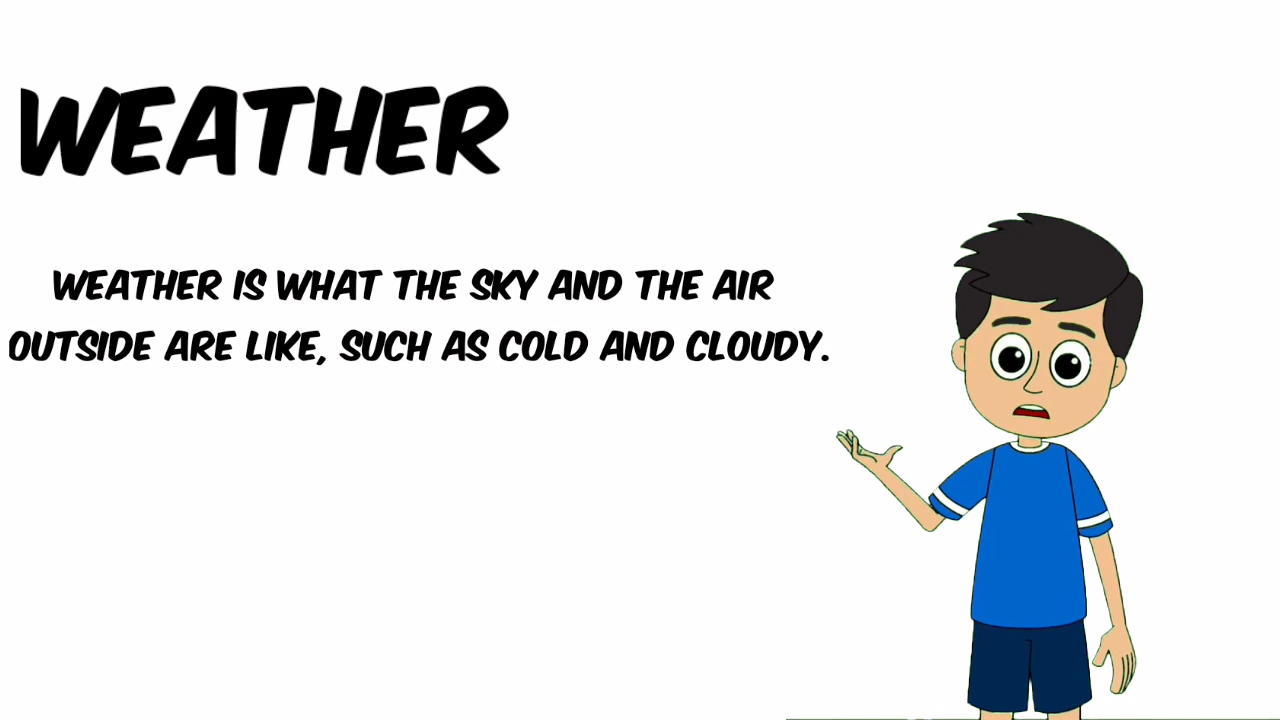 WEATHER
WEATHER IS WHAT THE SKY AND THE AIR
OUTSIDE ARE LIKE, SUCH AS COLD AND CLOUDY.